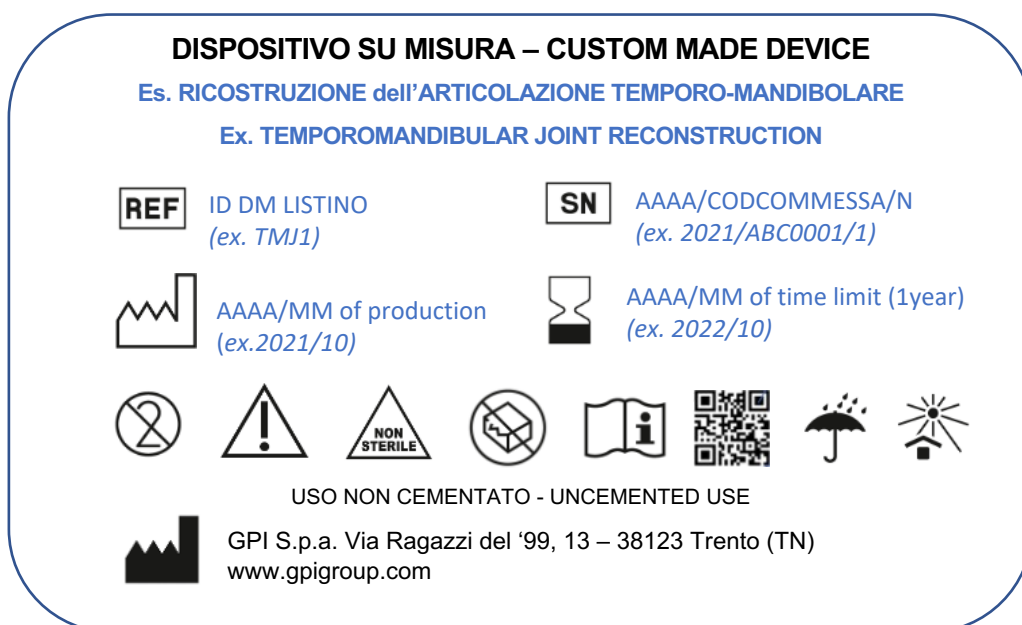 DISPOSITIVO SU MISURA – CUSTOM MADE DEVICE
Es. RICOSTRUZIONE dell’ARTICOLAZIONE TEMPORO-MANDIBOLARE
Ex. TEMPOROMANDIBULAR JOINT RECONSTRUCTION
REF
ID DM LISTINO
(ex. TMJ1)
SN
AAAA/CODCOMMESSA/N
(ex. 2021/ABC0001/1)
AAAA/MM of production
(ex.2021/10)
AAAA/MM of time limit (1year)
(ex. 2022/10)
2
!
NON
STERILE
i
USO NON CEMENTATO - UNCEMENTED USE
GPI S.p.a. Via Ragazzi del ‘99, 13 – 38123 Trento (TN)
www.gpigroup.com